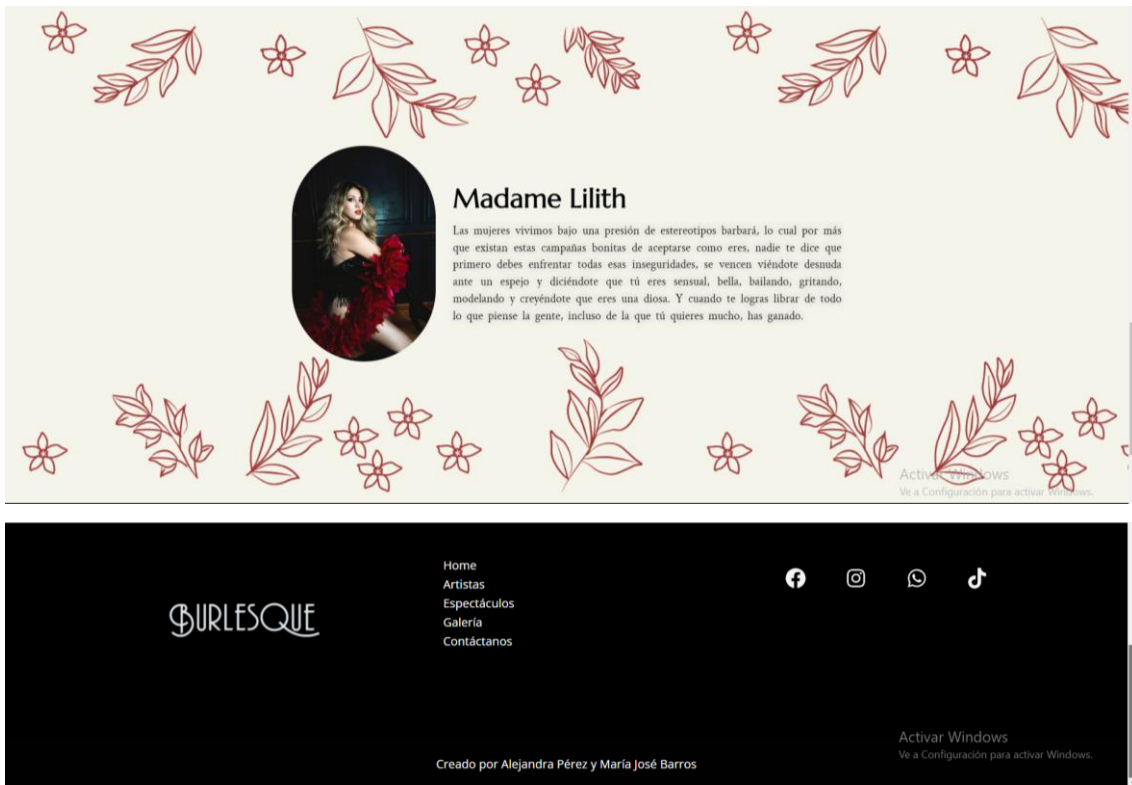 Madame Lilith
Las mujeres vivimos bajo una presión de estereotipos barbará, lo cual por más
que existan estas campañas bonitas de aceptarse como eres, nadie te dice que
primero debes enfrentar todas esas inseguridades, se vencen viéndote desnuda
ante un espejo y diciéndote que tú eres sensual, bella, bailando, gritando,
modelando y creyéndote que eres una diosa. Y cuando te logras librar de todo
lo que piense la gente, incluso de la que tú quieres mucho, has ganado.
Activar Windows
Ve a Configuración para activar Windows.
BURLESQUE
Home
Artistas
Espectáculos
Galería
Contáctanos
Activar Windows
Ve a Configuración para activar Windows.
Creado por Alejandra Pérez y María José Barros